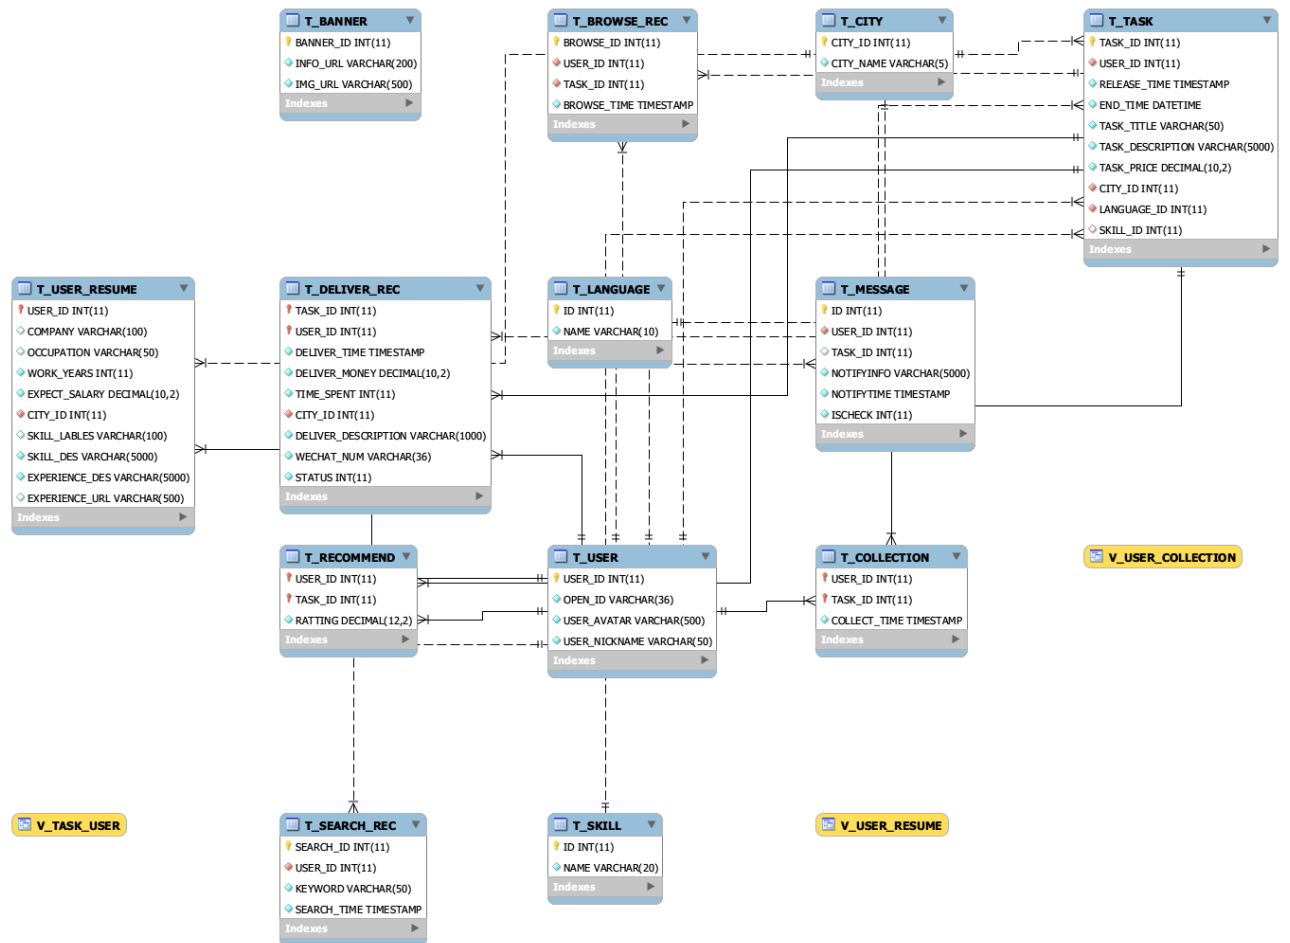 T_BANNER
BANNER_ID INT(11)
INFO_URL VARCHAR(200)
IMG_URL VARCHAR(500)
Indexes
T_BROWSE_REC
BROWSE_ID INT(11)
USER_ID INT(11)
TASK_ID INT(11)
BROWSE_TIME TIMESTAMP
Indexes
T_CITY
CITY_ID INT(11)
CITY_NAME VARCHAR(5)
Indexes
T_TASK
TASK_ID INT(11)
USER_ID INT(11)
RELEASE_TIME TIMESTAMP
END_TIME DATETIME
TASK_TITLE VARCHAR(50)
TASK_DESCRIPTION VARCHAR(5000)
TASK_PRICE DECIMAL(10,2)
CITY_ID INT(11)
LANGUAGE_ID INT(11)
SKILL_ID INT(11)
Indexes
T_USER_RESUME
USER_ID INT(11)
COMPANY VARCHAR(100)
OCCUPATION VARCHAR(50)
WORK_YEARS INT(11)
EXPECT_SALARY DECIMAL(10,2)
CITY_ID INT(11)
SKILL_LABLES VARCHAR(100)
SKILL_DES VARCHAR(5000)
EXPERIENCE_DES VARCHAR(5000)
EXPERIENCE_URL VARCHAR(500)
Indexes
T_DELIVER_REC
TASK_ID INT(11)
USER_ID INT(11)
DELIVER_TIME TIMESTAMP
DELIVER_MONEY DECIMAL(10,2)
TIME_SPENT INT(11)
CITY_ID INT(11)
DELIVER_DESCRIPTION VARCHAR(1000)
WECHAT_NUM VARCHAR(36)
STATUS INT(11)
Indexes
T_LANGUAGE
ID INT(11)
NAME VARCHAR(10)
Indexes
T_MESSAGE
ID INT(11)
USER_ID INT(11)
TASK_ID INT(11)
NOTIFYINFO VARCHAR(5000)
NOTIFYTIME TIMESTAMP
ISCHECK INT(11)
Indexes
T_RECOMMEND
USER_ID INT(11)
TASK_ID INT(11)
RATTING DECIMAL(12,2)
Indexes
T_USER
USER_ID INT(11)
OPEN_ID VARCHAR(36)
USER_AVATAR VARCHAR(500)
USER_NICKNAME VARCHAR(50)
Indexes
T_COLLECTION
USER_ID INT(11)
TASK_ID INT(11)
COLLECT_TIME TIMESTAMP
Indexes
V_USER_COLLECTION
V_TASK_USER
T_SEARCH_REC
SEARCH_ID INT(11)
USER_ID INT(11)
KEYWORD VARCHAR(50)
SEARCH_TIME TIMESTAMP
Indexes
T_SKILL
ID INT(11)
NAME VARCHAR(20)
Indexes
V_USER_RESUME